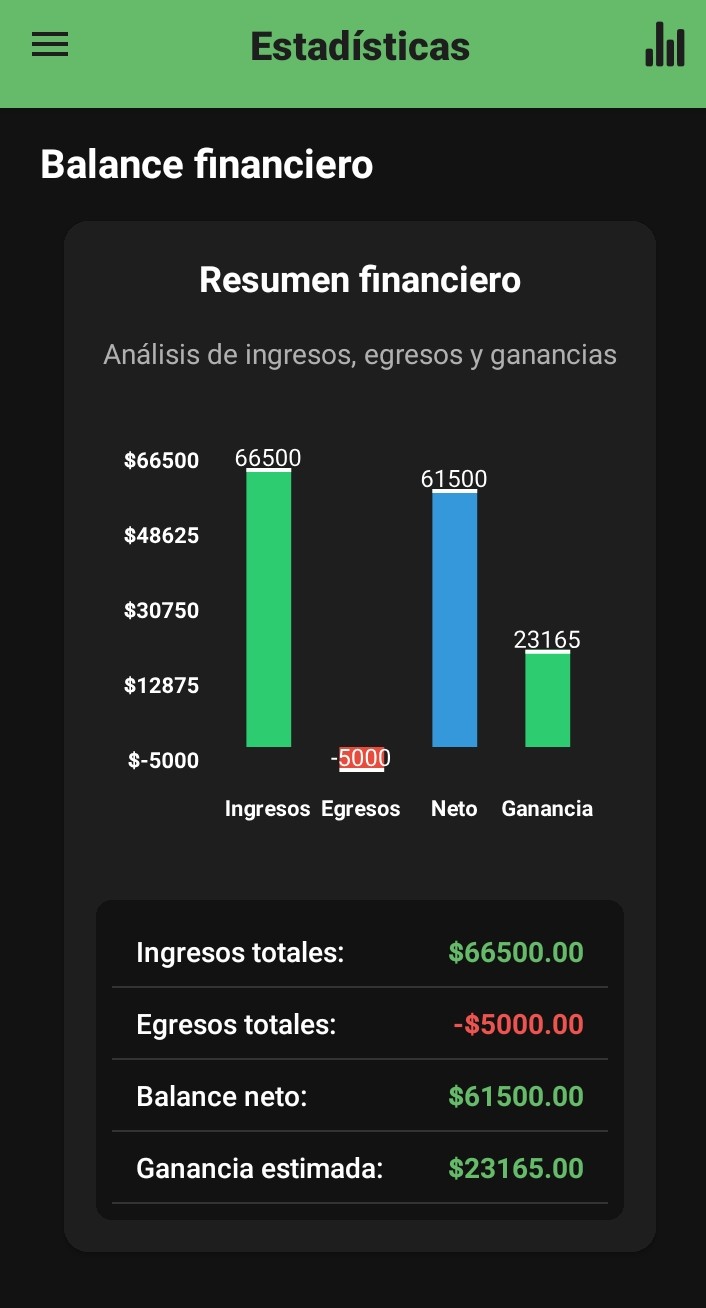 Estadísticas
Balance financiero
Resumen financiero
Análisis de ingresos, egresos y ganancias
$66500
$48625
$30750
$12875
$-5000
66500
-5000
61500
23165
Ingresos Egresos Neto Ganancia
Ingresos totales: $66500.00
Egresos totales: -$5000.00
Balance neto: $61500.00
Ganancia estimada: $23165.00